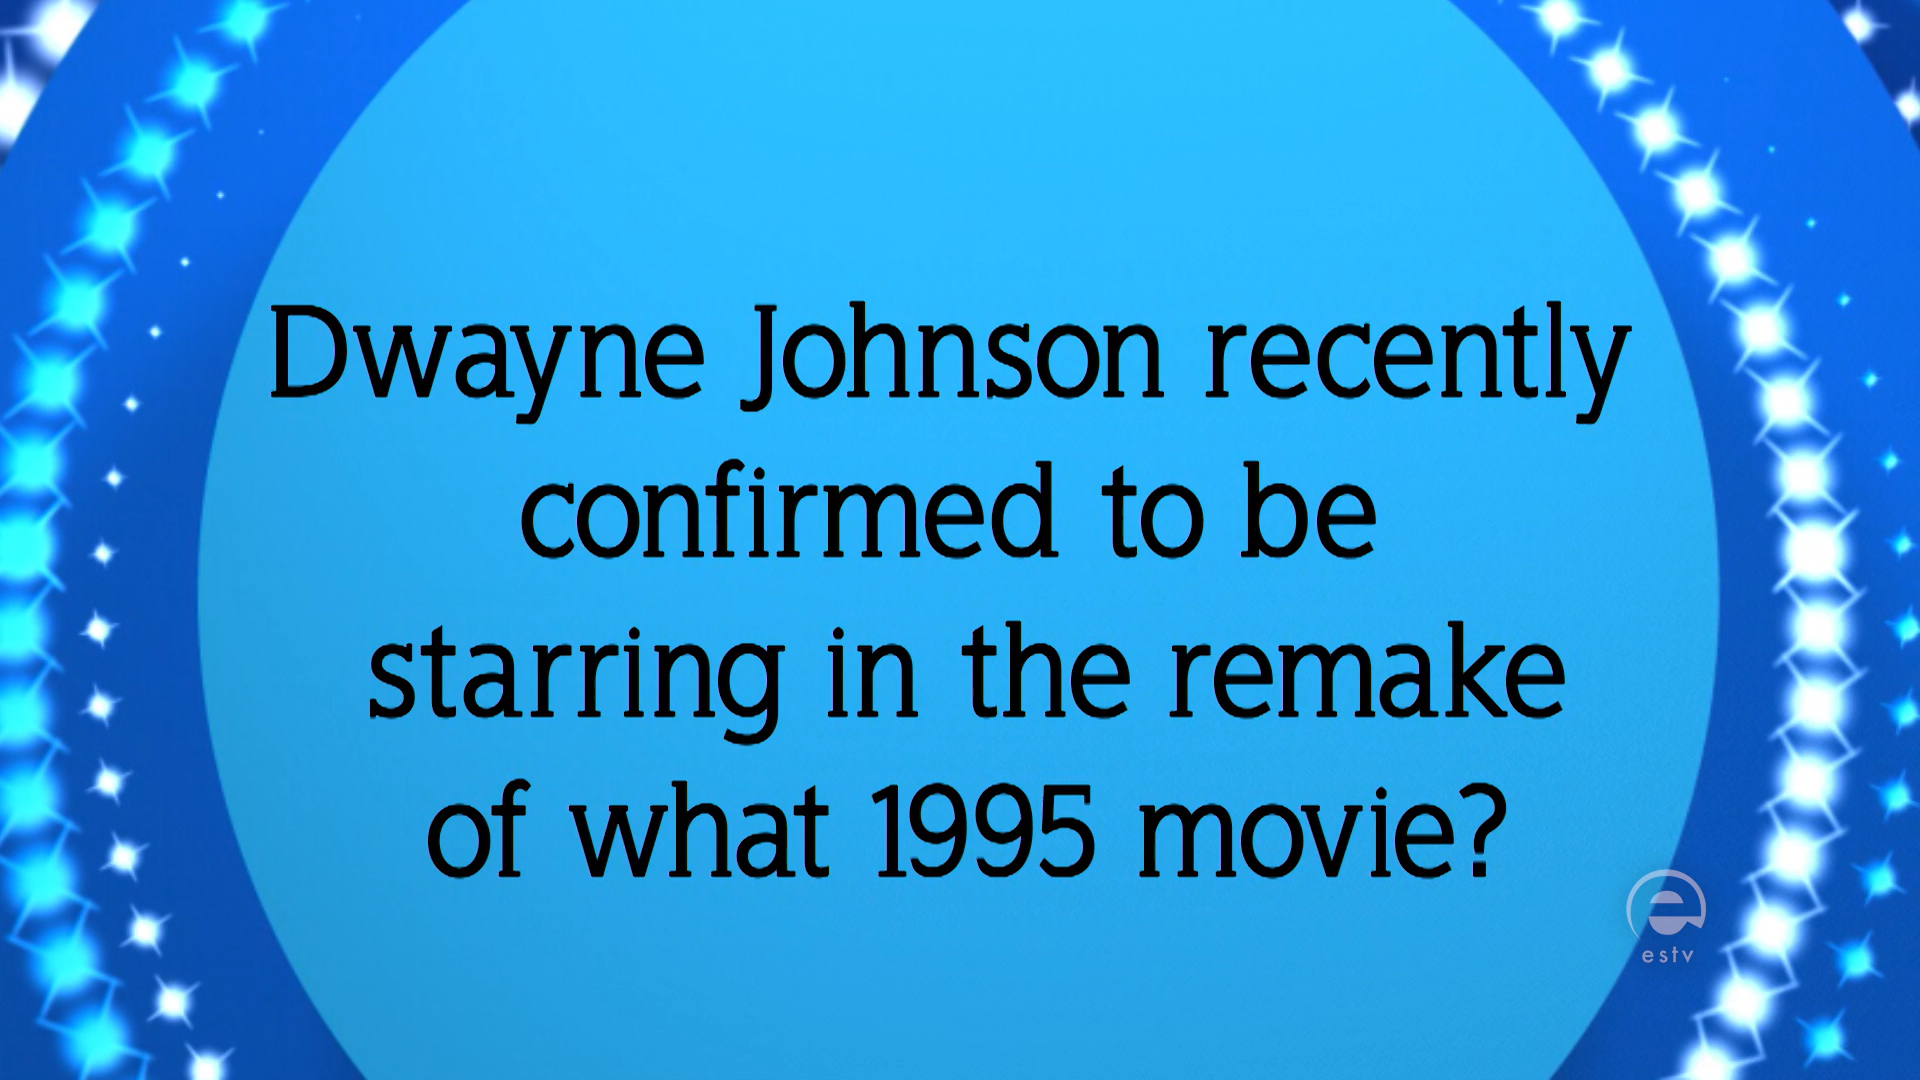 Dwayne Johnson recently
confirmed to be
starring in the remake
of what 1995 movie?
e
estv